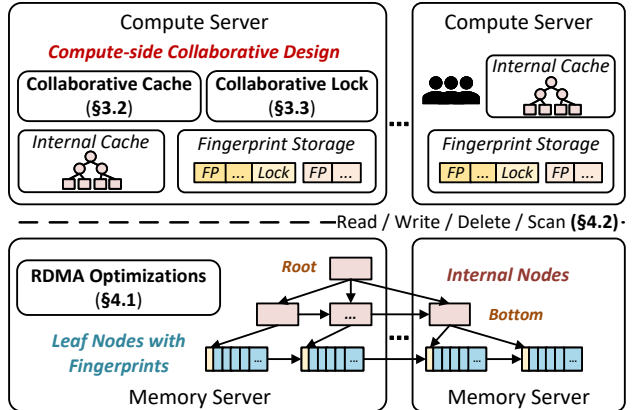 Compute Server
Compute-side Collaborative Design
Collaborative Cache
(§3.2)
Collaborative Lock
(§3.3)
Internal Cache
Fingerprint Storage
FP ... Lock FP ...
...
Compute Server
Internal Cache
Fingerprint Storage
FP ... Lock FP ...
Read / Write / Delete / Scan (§4.2)
RDMA Optimizations
(§4.1)
Root
Internal Nodes
...
Bottom
...
Leaf Nodes with
Fingerprints
... ... ... ...
Memory Server
Memory Server